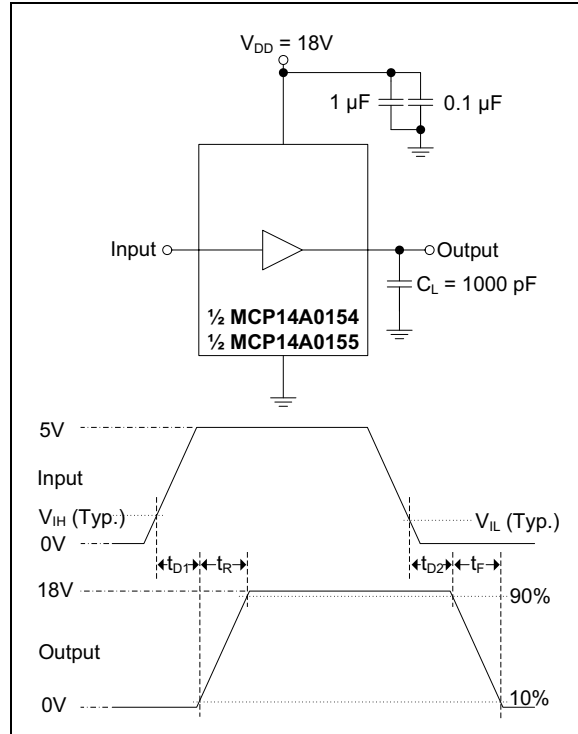 V_DD = 18V
1 µF 0.1 µF
Input Output
C_L = 1000 pF
½ MCP14A0154
½ MCP14A0155
5V
Input
V_IH (Typ.) V_IL (Typ.)
0V
t_D1 t_R t_D2 t_F
18V 90%
Output
0V 10%